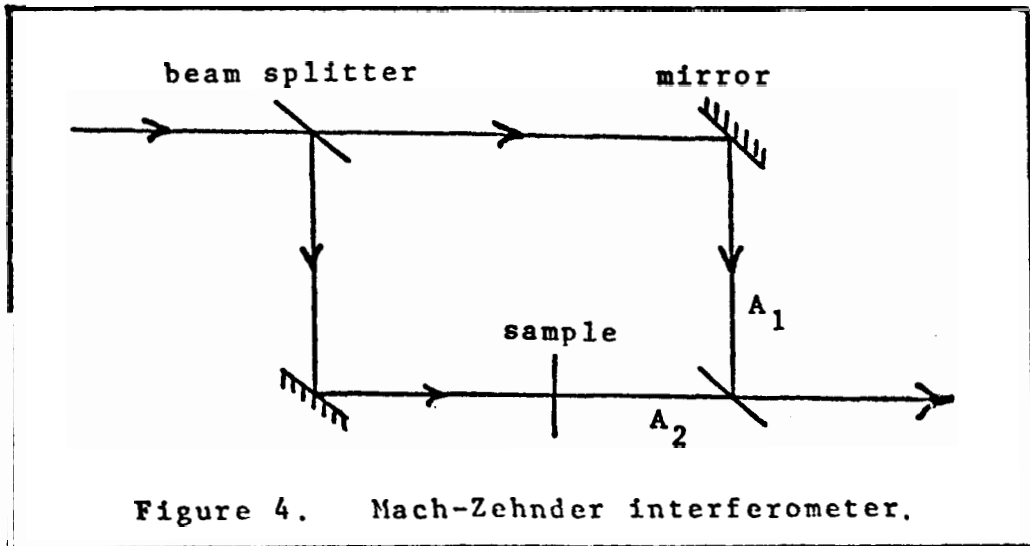 beam splitter
mirror
A1
sample
A2
Figure 4. Mach-Zehnder interferometer.